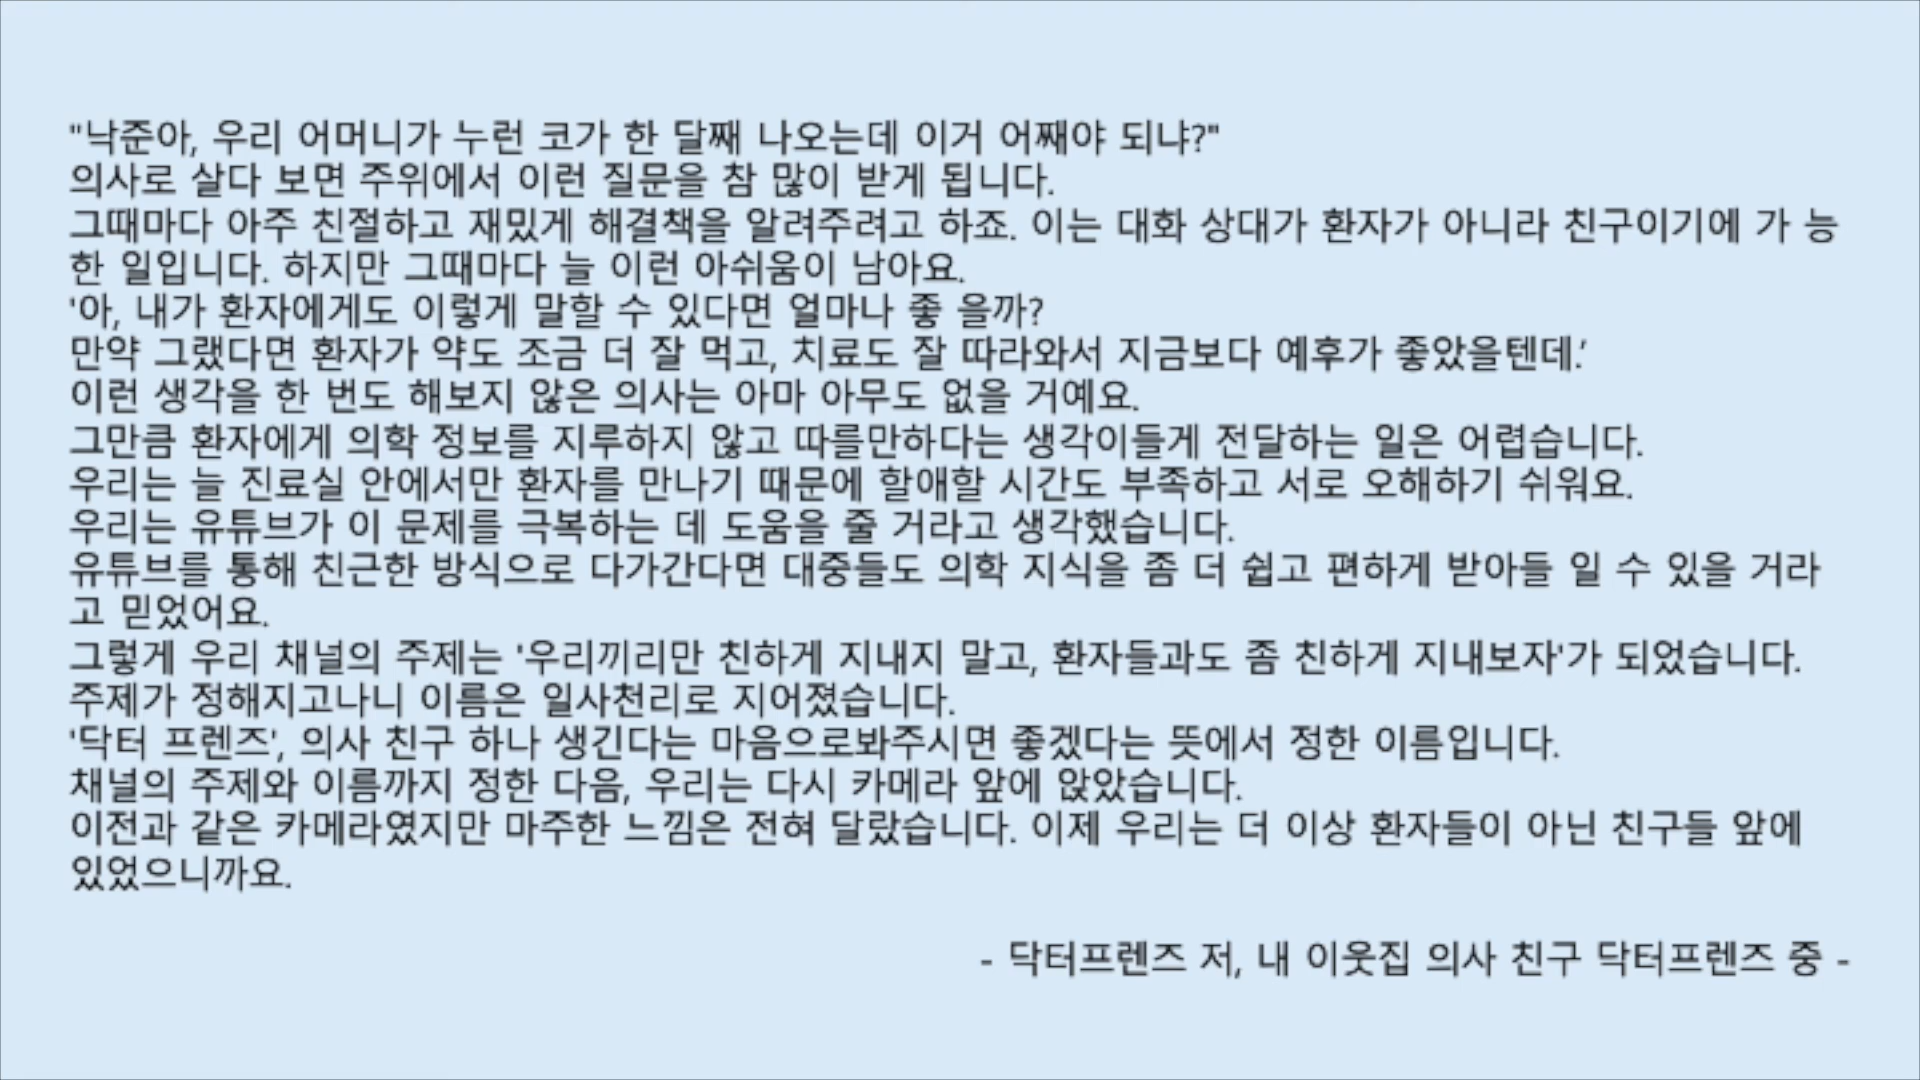 "낙준아, 우리 어머니가 누런 코가 한 달째 나오는데 이거 어째야 되냐?"
의사로 살다 보면 주위에서 이런 질문을 참 많이 받게 됩니다.
그때마다 아주 친절하고 재밌게 해결책을 알려주려고 하죠. 이는 대화 상대가 환자가 아니라 친구이기에 가 능
한 일입니다. 하지만 그때마다 늘 이런 아쉬움이 남아요.
'아, 내가 환자에게도 이렇게 말할 수 있다면 얼마나 좋 을까?
만약 그랬다면 환자가 약도 조금 더 잘 먹고, 치료도 잘 따라와서 지금보다 예후가 좋았을텐데.’
이런 생각을 한 번도 해보지 않은 의사는 아마 아무도 없을 거예요.
그만큼 환자에게 의학 정보를 지루하지 않고 따를만하다는 생각이들게 전달하는 일은 어렵습니다.
우리는 늘 진료실 안에서만 환자를 만나기 때문에 할애할 시간도 부족하고 서로 오해하기 쉬워요.
우리는 유튜브가 이 문제를 극복하는 데 도움을 줄 거라고 생각했습니다.
유튜브를 통해 친근한 방식으로 다가간다면 대중들도 의학 지식을 좀 더 쉽고 편하게 받아들 일 수 있을 거라
고 믿었어요.
그렇게 우리 채널의 주제는 '우리끼리만 친하게 지내지 말고, 환자들과도 좀 친하게 지내보자'가 되었습니다.
주제가 정해지고나니 이름은 일사천리로 지어졌습니다.
'닥터 프렌즈', 의사 친구 하나 생긴다는 마음으로봐주시면 좋겠다는 뜻에서 정한 이름입니다.
채널의 주제와 이름까지 정한 다음, 우리는 다시 카메라 앞에 앉았습니다.
이전과 같은 카메라였지만 마주한 느낌은 전혀 달랐습니다. 이제 우리는 더 이상 환자들이 아닌 친구들 앞에
있었으니까요.
- 닥터프렌즈 저, 내 이웃집 의사 친구 닥터프렌즈 중 -